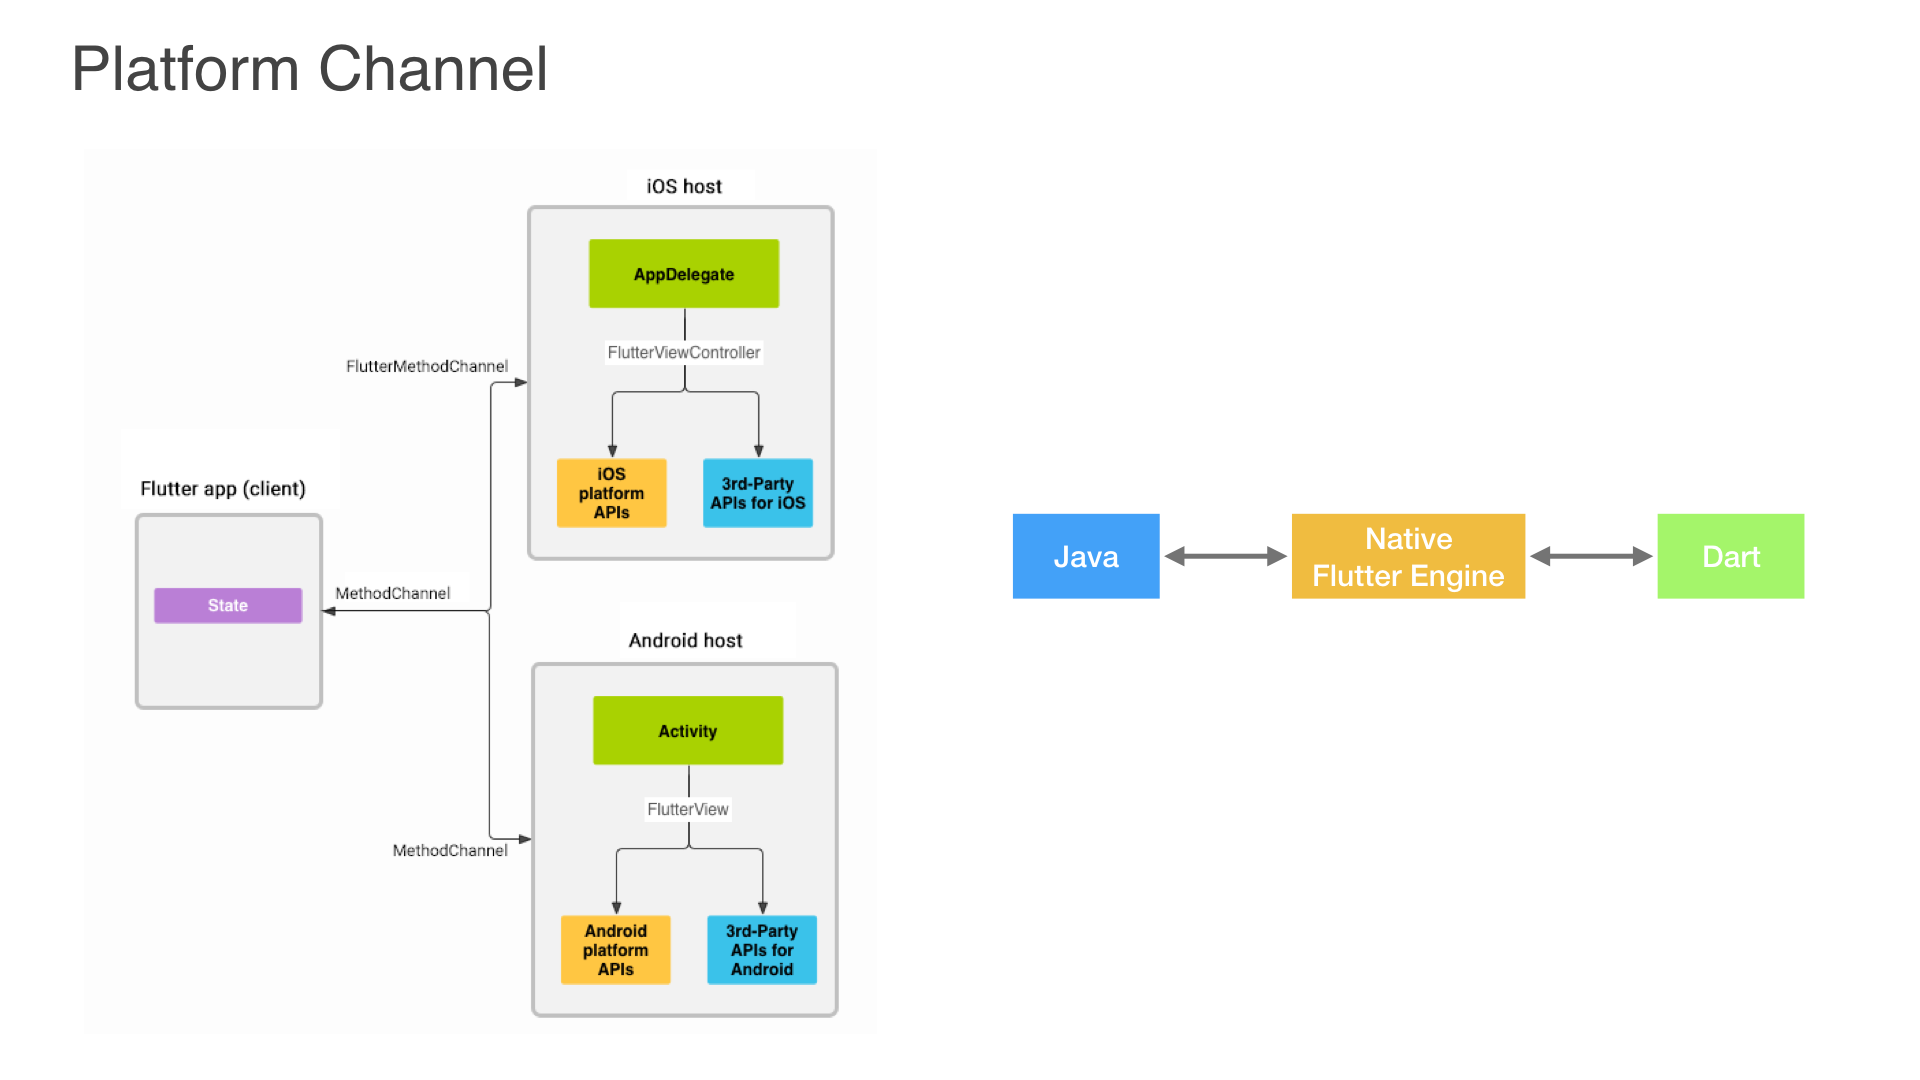 Platform Channel
iOS host
AppDelegate
FlutterViewController
FlutterMethodChannel
iOS
platform
APIs
3rd-Party
APIs for iOS
Flutter app (client)
State
MethodChannel
Android host
Activity
FlutterView
MethodChannel
Android
platform
APIs
3rd-Party
APIs for
Android
Java
Native
Flutter Engine
Dart